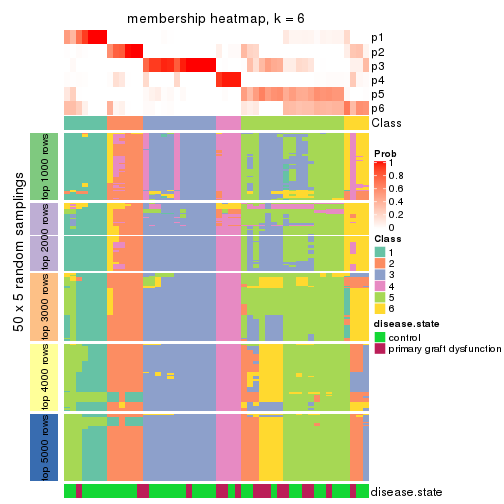 membership heatmap, k = 6
p1
p2
p3
p4
p5
p6
Class
50 x 5 random samplings
top 1000 rows
top 2000 rows
top 3000 rows
top 4000 rows
top 5000 rows
disease.state
Prob
1
0.8
0.6
0.4
0.2
0
Class
1
2
3
4
5
6
disease.state
control
primary graft dysfunction